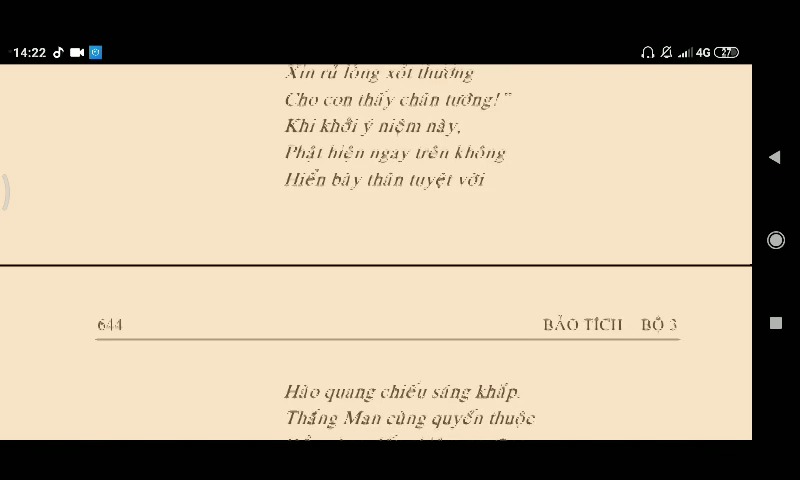 14:22
4G 27
Xin rủ lòng xót thương
Cho con thấy chân tướng!"
Khi khởi ý niệm này,
Phật hiện ngay trên không
Hiển bày thân tuyệt vời
644 BẢO TÍCH BỘ 3
Hào quang chiếu sáng khắp.
Thắng Man cùng quyến thuộc